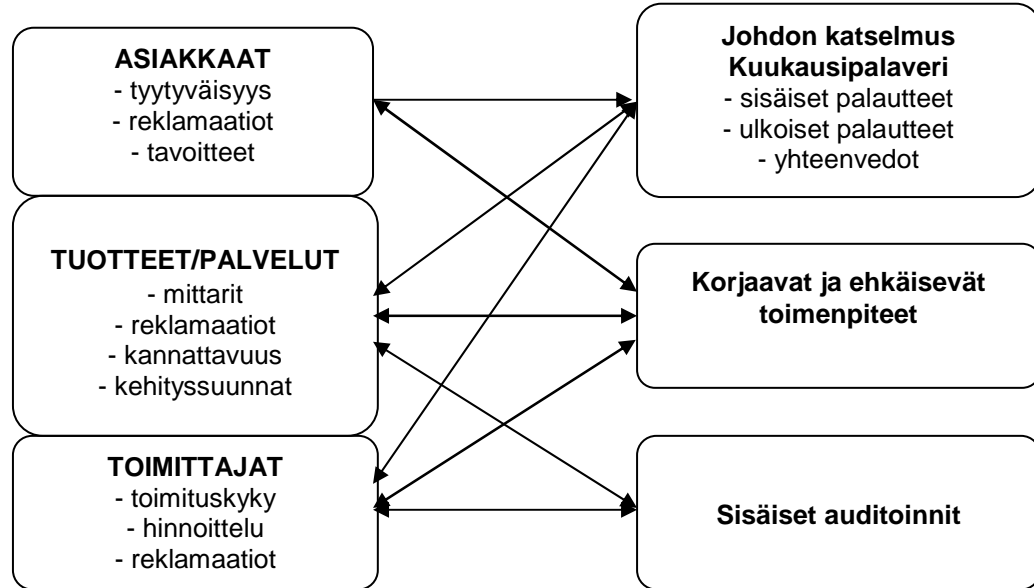 ASIAKKAAT
- tyytyväisyys
- reklamaatiot
- tavoitteet
TUOTTEET/PALVELUT
- mittarit
- reklamaatiot
- kannattavuus
- kehityssuunnat
TOIMITTAJAT
- toimituskyky
- hinnoittelu
- reklamaatiot
Johdon katselmus
Kuukausipalaveri
- sisäiset palautteet
- ulkoiset palautteet
- yhteenvedot
Korjaavat ja ehkäisevät
toimenpiteet
Sisäiset auditoinnit